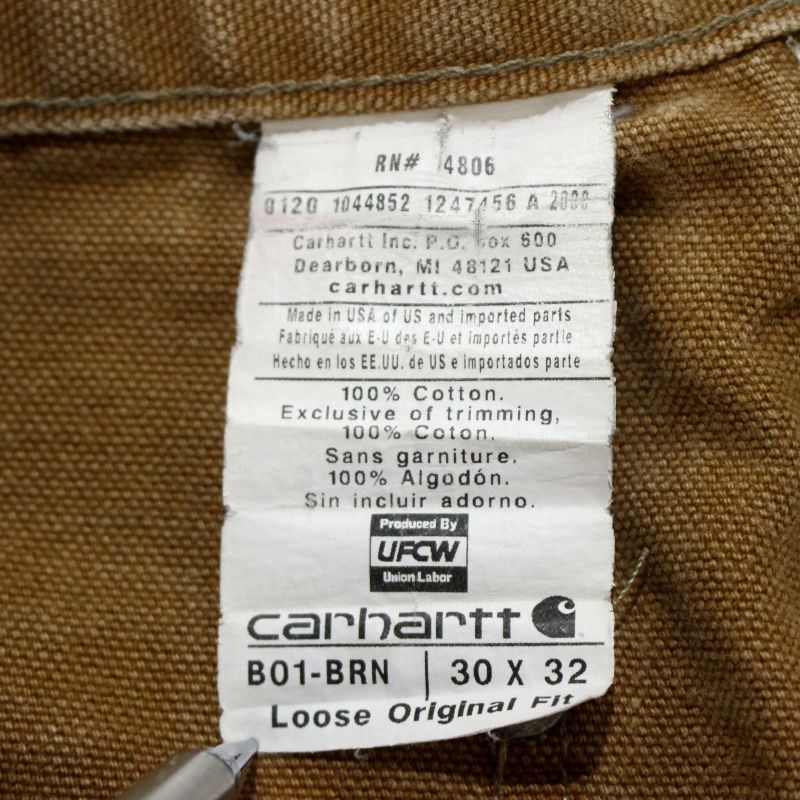 RN# 4806
0120 1044852 1247456 A
Carhartt Inc. P.O. Box 600
Dearborn, MI 48121 USA
carhartt.com
Made in USA of US and imported parts
Fabriqué aux E-U des E-U et importés partie
Hecho en los EE.UU. de US e importados parte
100% Cotton.
Exclusive of trimming,
100% Coton.
Sans garniture.
100% Algodón.
Sin incluir adorno.
Produced By
UFCW
Union Labor
carhartt
B01-BRN | 30 X 32
Loose Original Fit